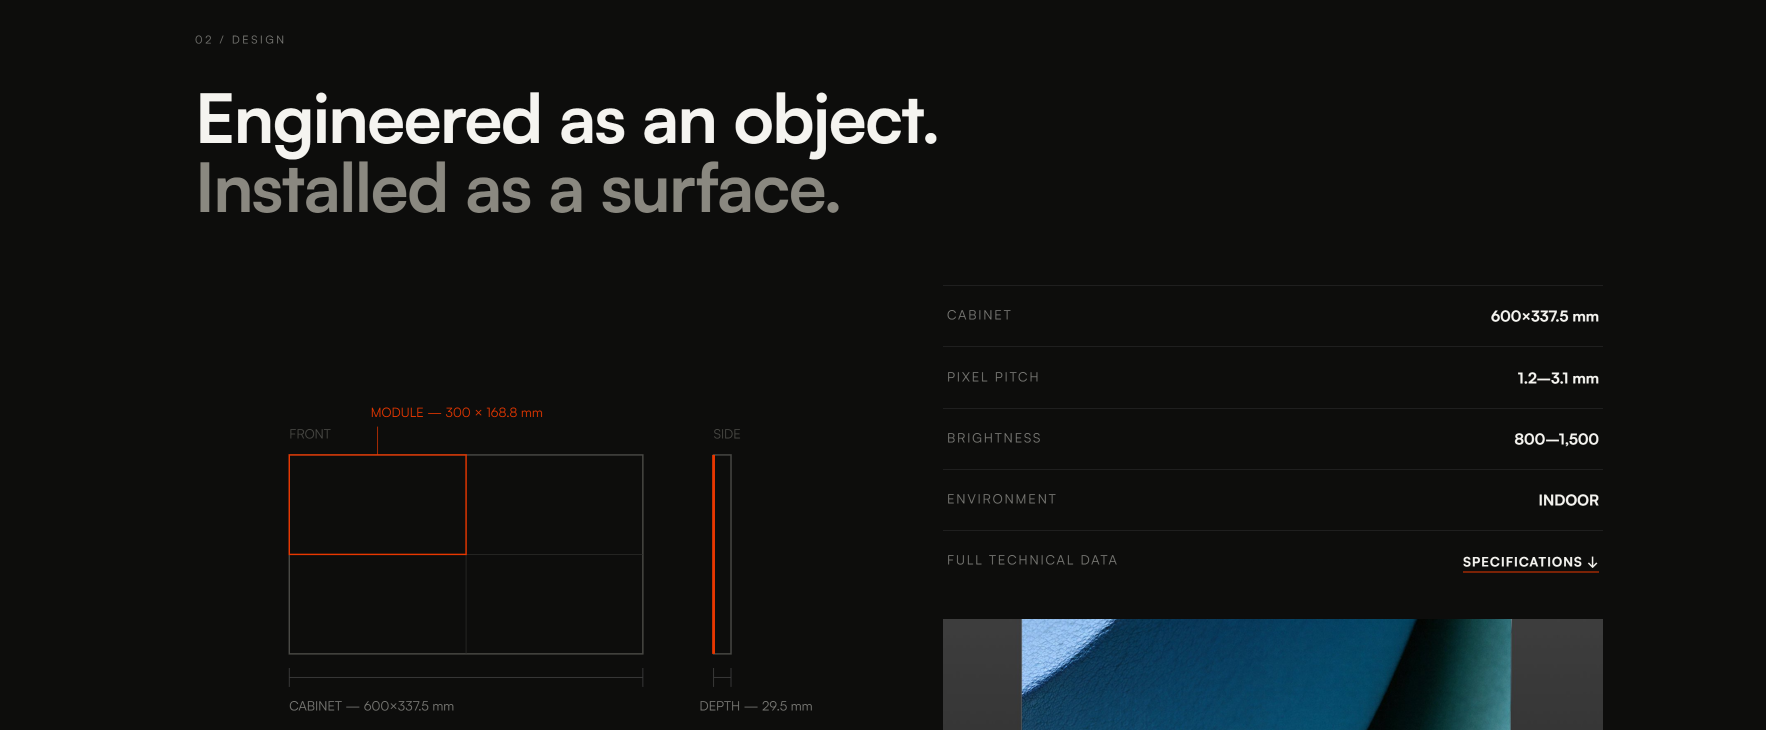 02 / DESIGN
Engineered as an object.
Installed as a surface.
MODULE — 300 × 168.8 mm
FRONT
SIDE
CABINET — 600×337.5 mm
DEPTH — 29.5 mm
CABINET 600×337.5 mm
PIXEL PITCH 1.2—3.1 mm
BRIGHTNESS 800—1,500
ENVIRONMENT INDOOR
FULL TECHNICAL DATA SPECIFICATIONS ↓